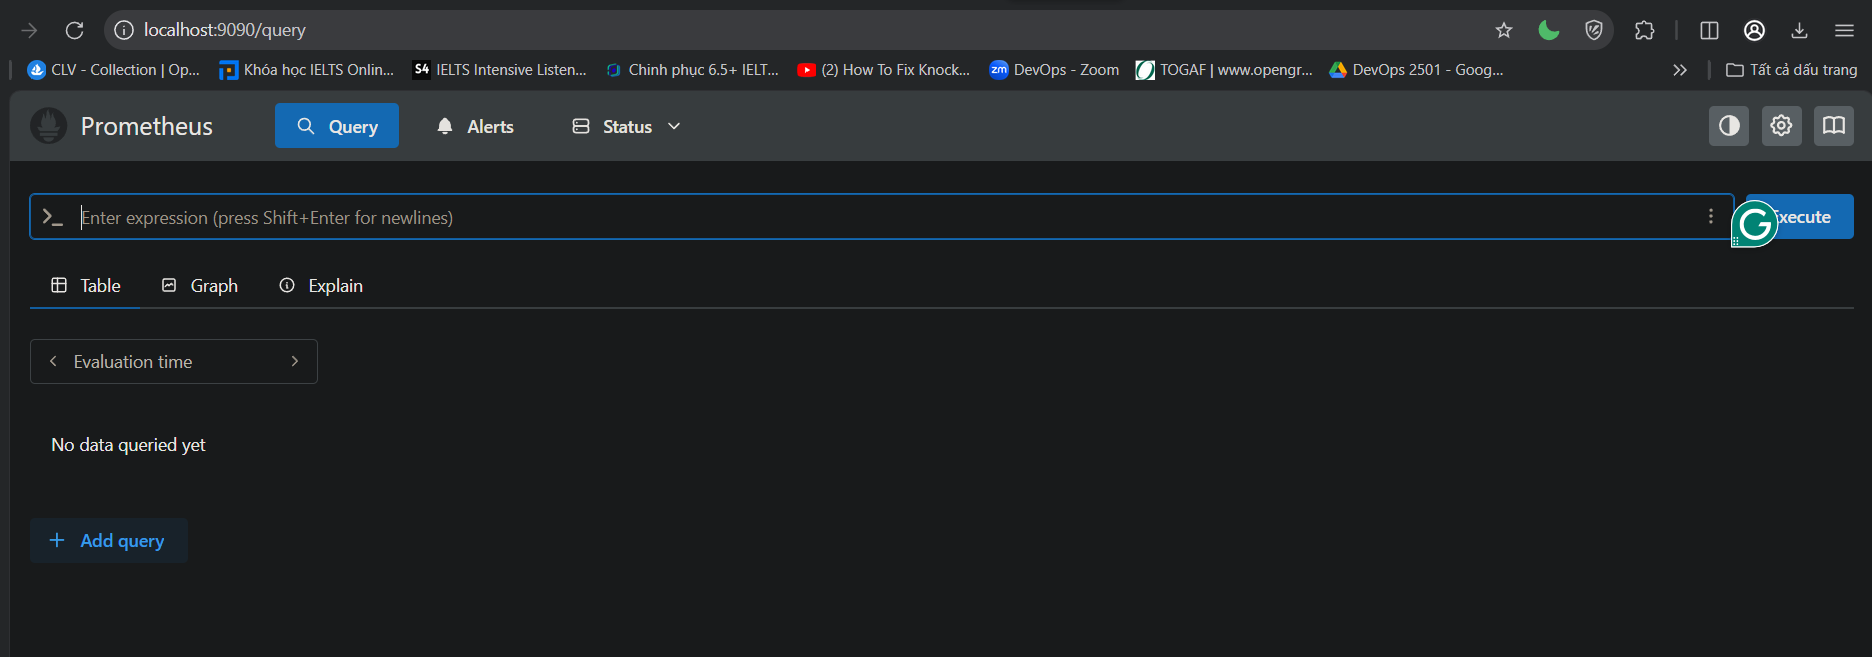 localhost:9090/query
CLV - Collection | Op... Khóa học IELTS Onlin... S4 IELTS Intensive Listen... Chinh phục 6.5+ IELT... (2) How To Fix Knock... zm DevOps - Zoom TOGAF | www.opengr... DevOps 2501 - Goog... Tất cả dấu trang
Prometheus Query Alerts Status
Enter expression (press Shift+Enter for newlines) G xecute
Table Graph Explain
Evaluation time
No data queried yet
Add query